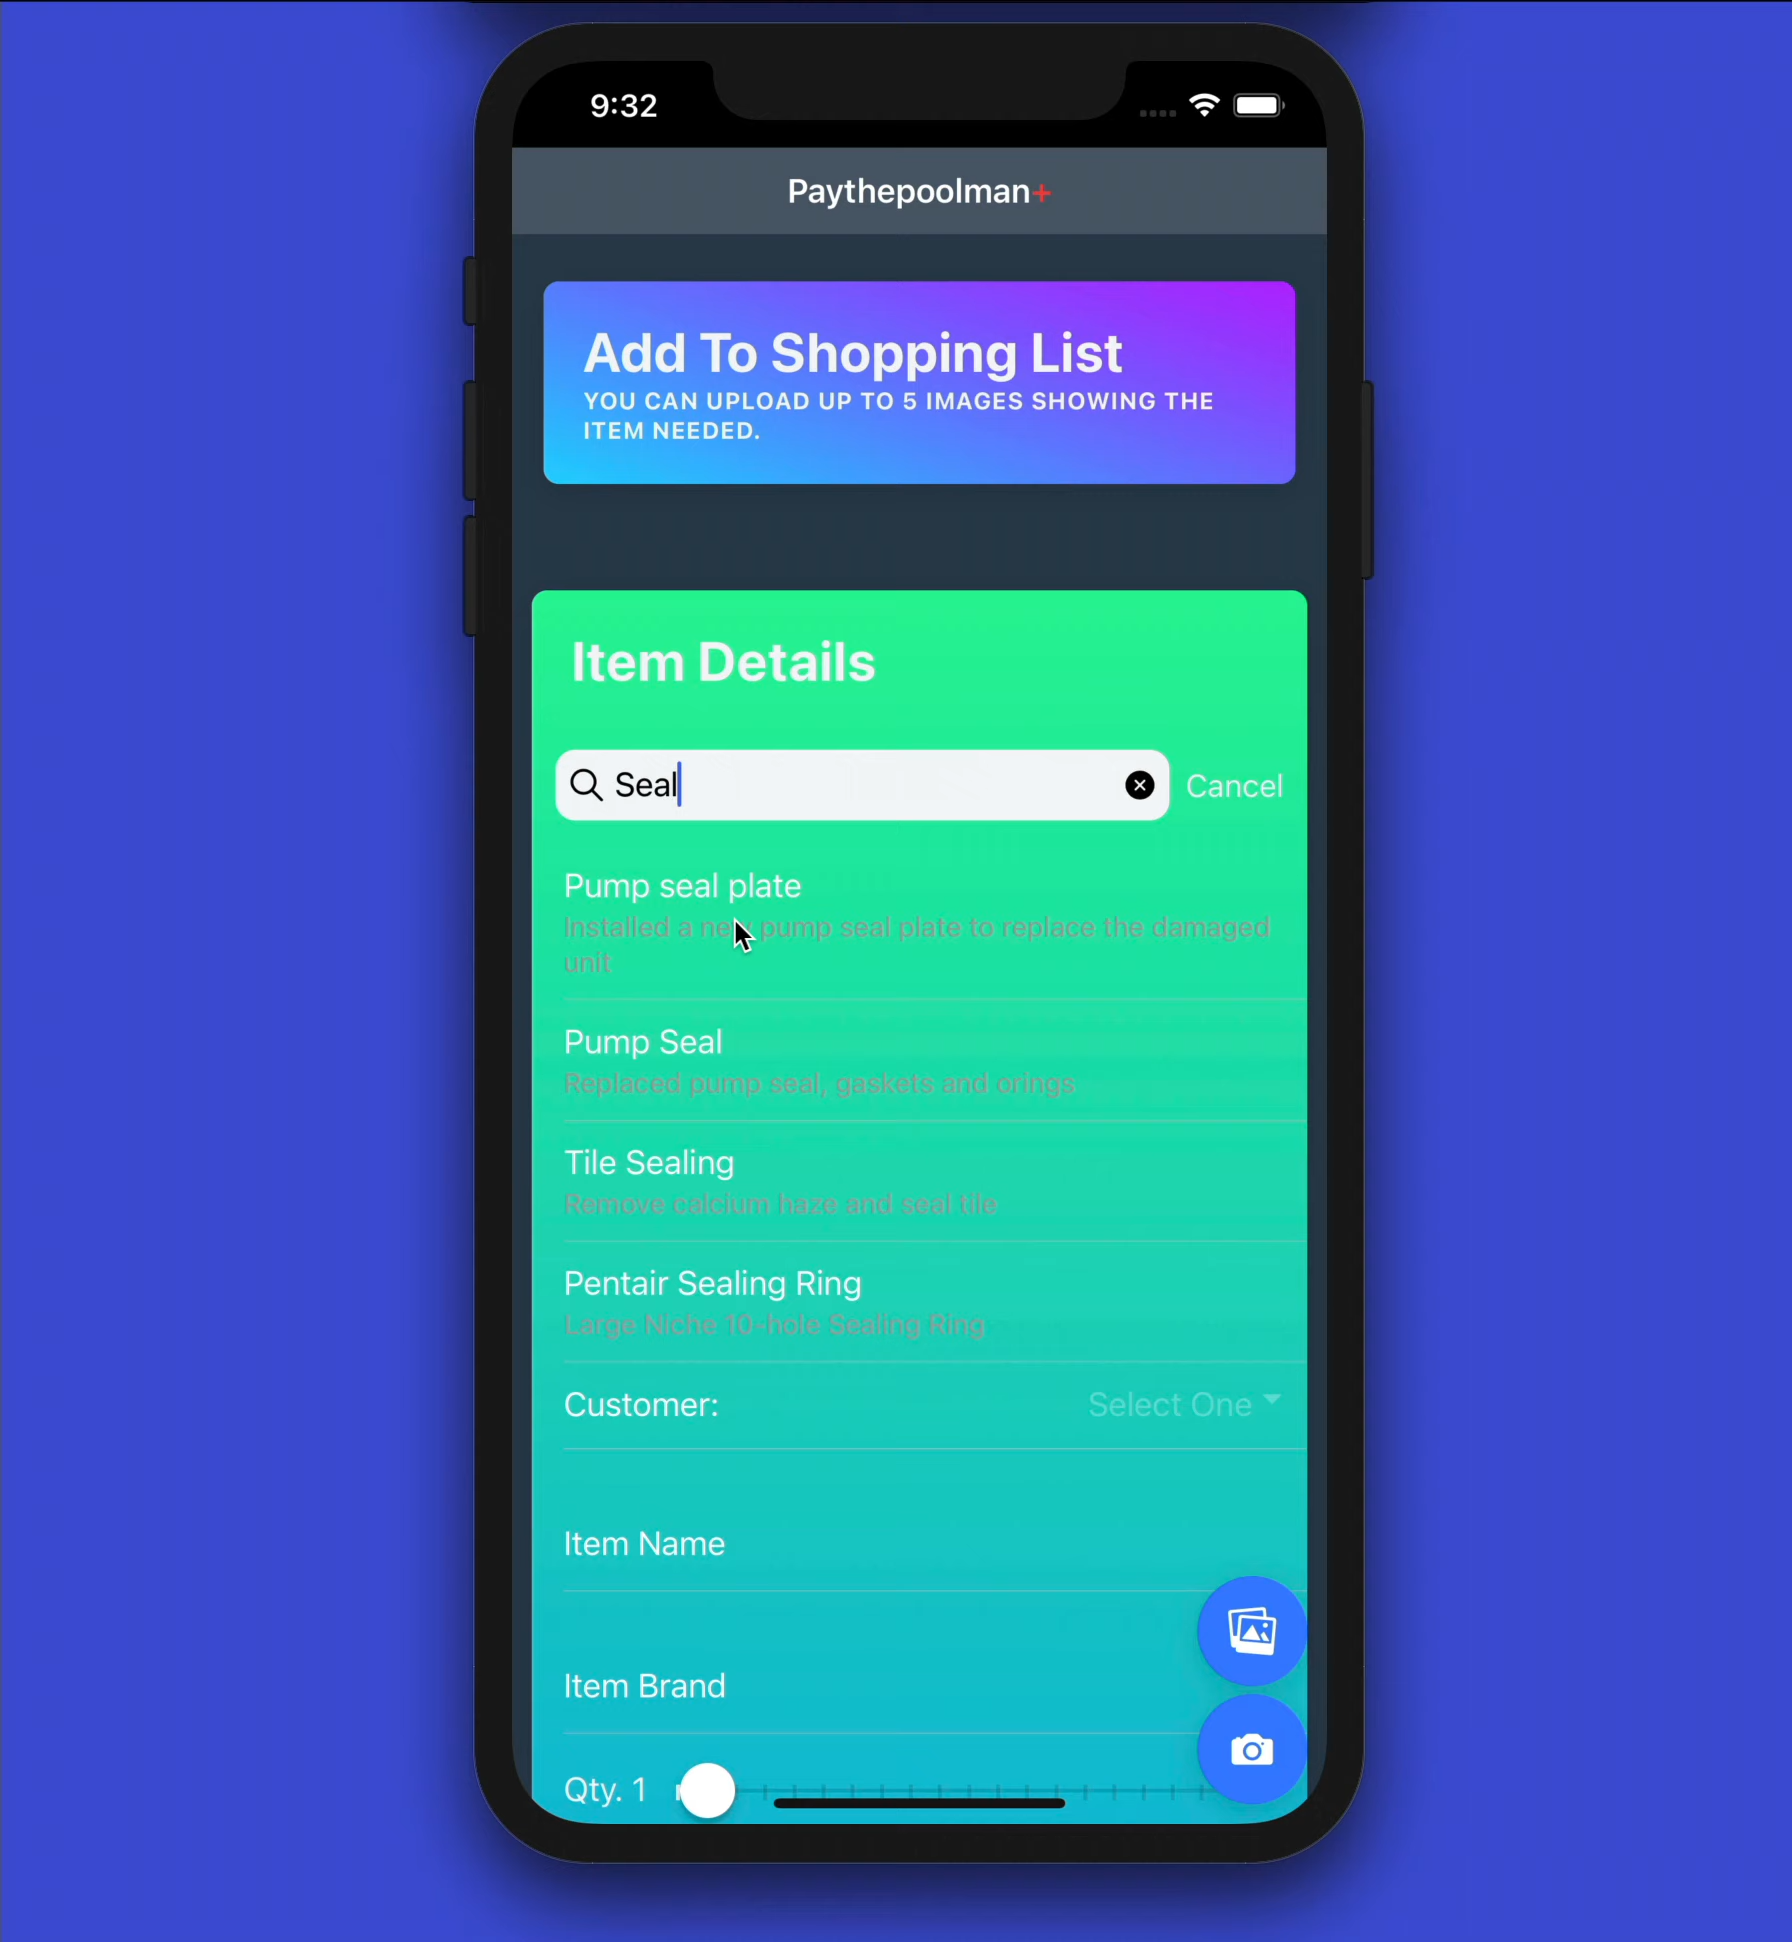 9:32
Paythepoolman+
Add To Shopping List
YOU CAN UPLOAD UP TO 5 IMAGES SHOWING THE
ITEM NEEDED.
Item Details
Seal
Cancel
Pump seal plate
Installed a new pump seal plate to replace the damaged
unit
Pump Seal
Replaced pump seal, gaskets and orings
Tile Sealing
Remove calcium haze and seal tile
Pentair Sealing Ring
Large Niche 10-hole Sealing Ring
Customer:
Select One
Item Name
Item Brand
Qty. 1